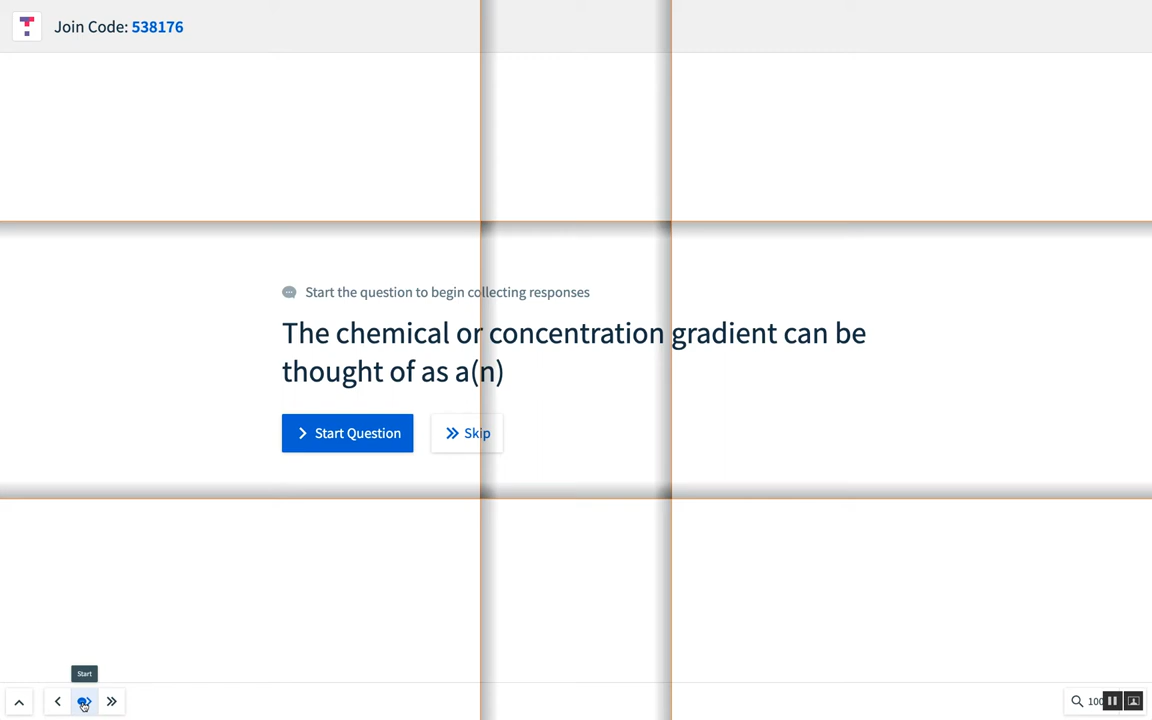 Join Code: 538176
Start the question to begin collecting responses
The chemical or concentration gradient can be
thought of as a(n)
Start Question
Skip
Start
100